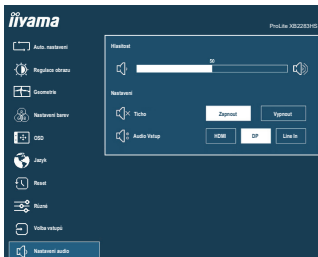 iiyama
ProLite XB2283HS
Auto. nastavení
Hlasitost
50
Regulace obrazu
Geometrie
Nastavení
Nastavení barev
Ticho
Zapnout
Vypnout
OSD
Audio Vstup
HDMI
DP
Line In
Jazyk
Reset
Různé
Volba vstupů
Nastavení audio